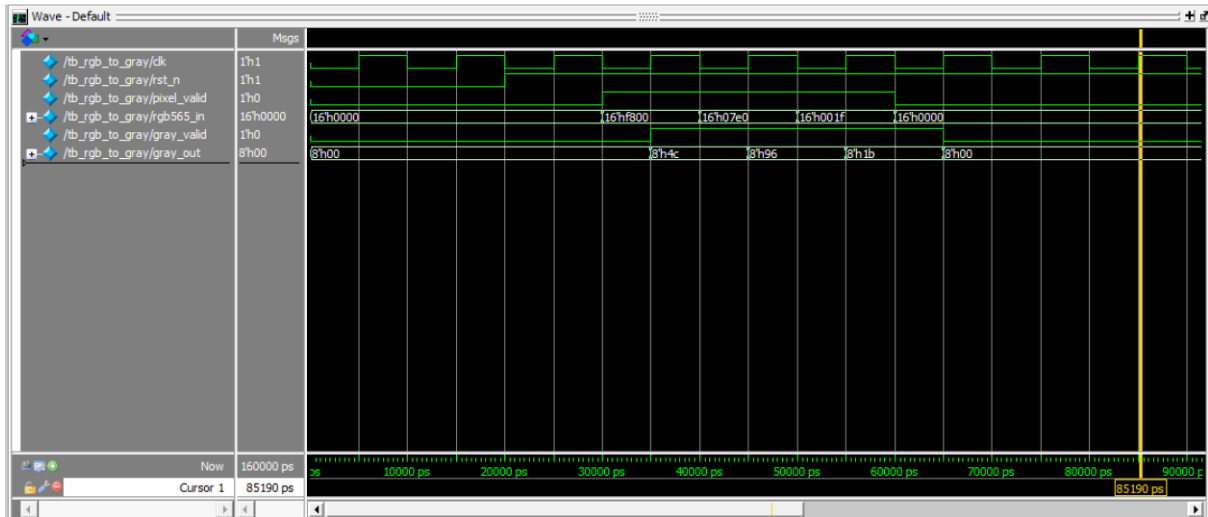 Wave - Default
Msgs
/tb_rgb_to_gray/clk 1'h1
/tb_rgb_to_gray/rst_n 1'h1
/tb_rgb_to_gray/pixel_valid 1'h0
/tb_rgb_to_gray/rgb565_in 16'h0000 16'h0000 16'hf800 16'h07e0 16'h001f 16'h0000
/tb_rgb_to_gray/gray_valid 1'h0
/tb_rgb_to_gray/gray_out 8'h00 8'h00 8'h4c 8'h96 8'h1b 8'h00
Now 160000 ps ps 10000 ps 20000 ps 30000 ps 40000 ps 50000 ps 60000 ps 70000 ps 80000 ps 90000 p
Cursor 1 85190 ps 85190 ps